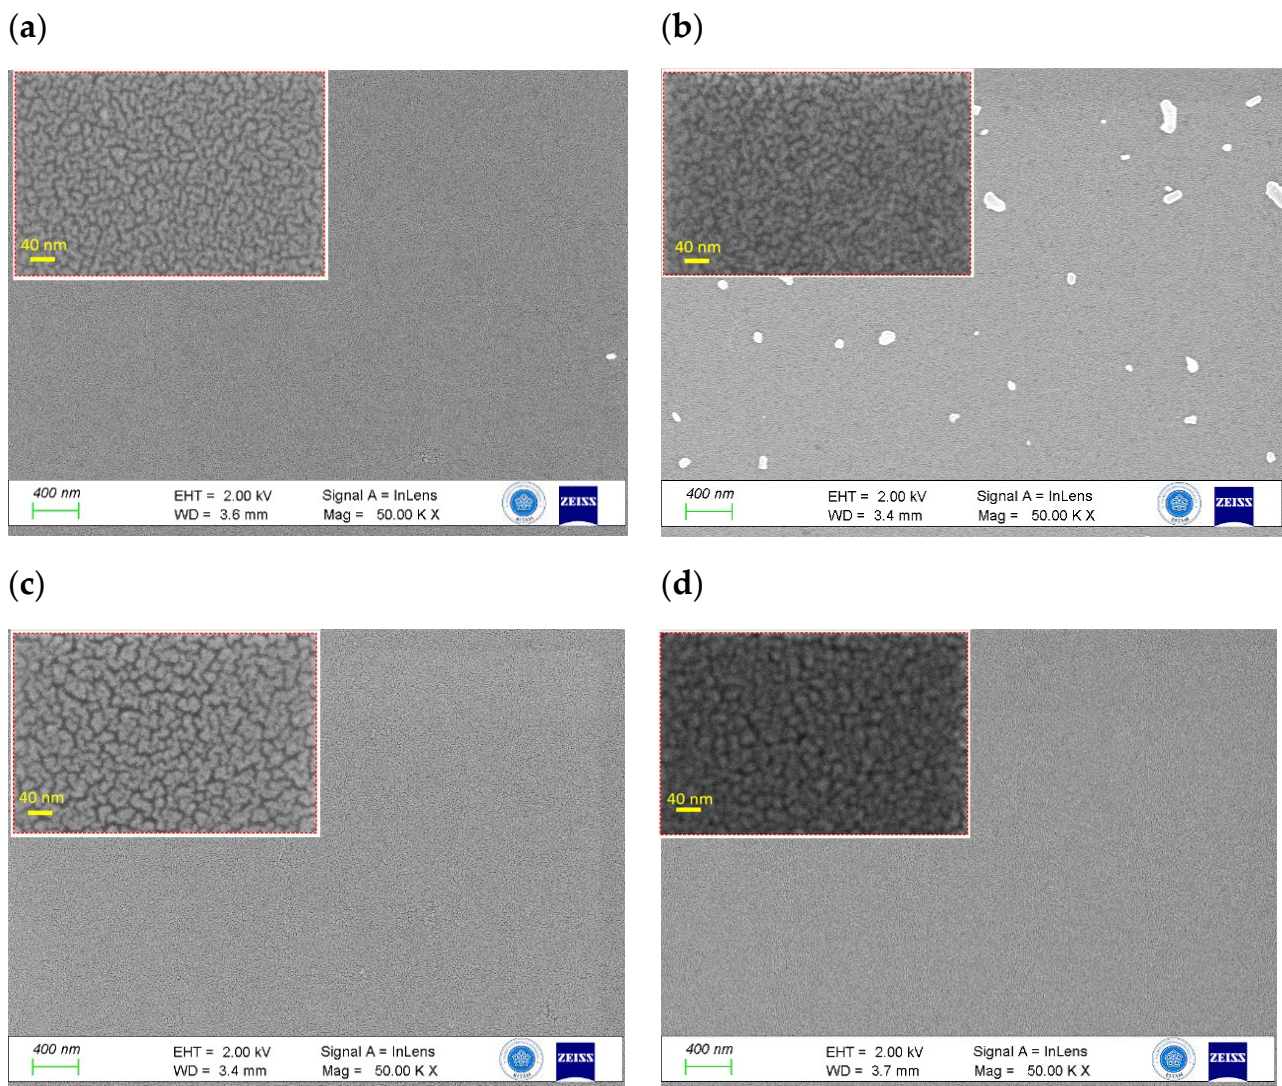 (a)
(b)
40 nm
40 nm
400 nm
EHT = 2.00 kV
WD = 3.6 mm
Signal A = InLens
Mag = 50.00 K X
ZEISS
400 nm
EHT = 2.00 kV
WD = 3.4 mm
Signal A = InLens
Mag = 50.00 K X
ZEISS
(c)
(d)
40 nm
40 nm
400 nm
EHT = 2.00 kV
WD = 3.4 mm
Signal A = InLens
Mag = 50.00 K X
ZEISS
400 nm
EHT = 2.00 kV
WD = 3.7 mm
Signal A = InLens
Mag = 50.00 K X
ZEISS